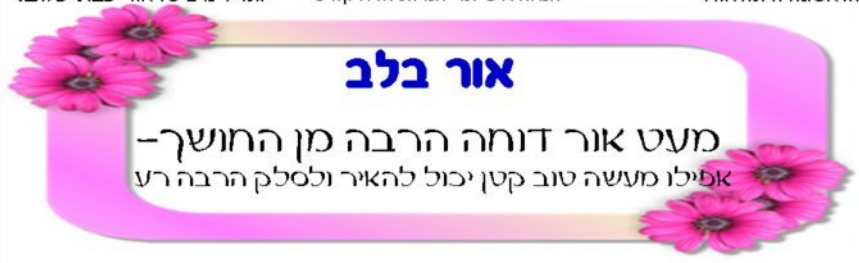 אור בלב
מעט אור דוחה הרבה מן החושך–
אפילו מעשה טוב קטן יכול להאיר ולסלק הרבה רע